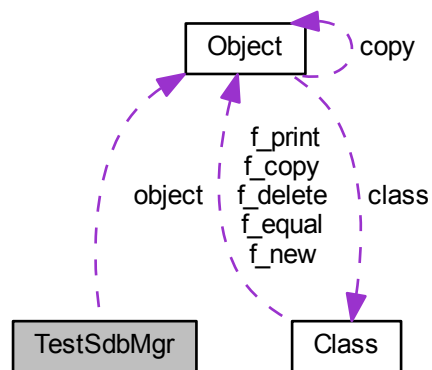 Object
copy
f_print
f_copy
object
f_delete
class
f_equal
f_new
TestSdbMgr
Class